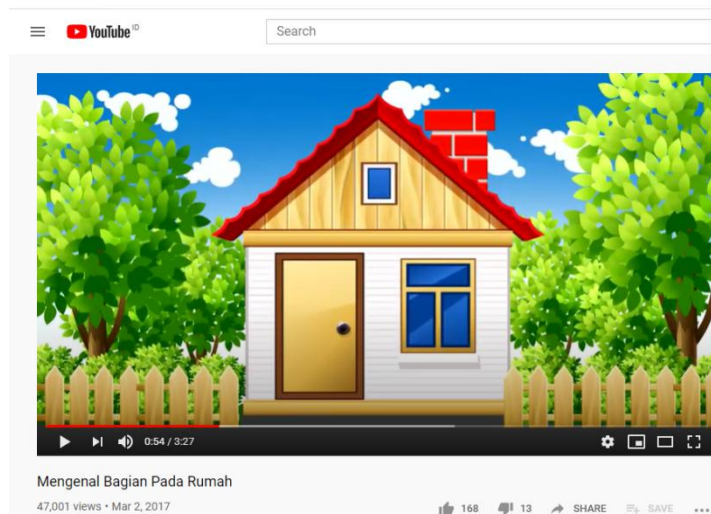 YouTube ID
Search
0:54 / 3:27
Mengenal Bagian Pada Rumah
47,001 views • Mar 2, 2017
168 13 SHARE SAVE